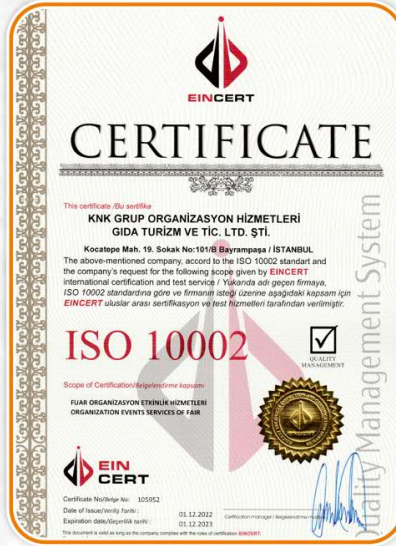 EINCERT
CERTIFICATE
This certificate /Bu sertifika
KNK GRUP ORGANİZASYON HİZMETLERİ
GIDA TURİZM VE TİC. LTD. ŞTİ.
Kocatepe Mah. 19. Sokak No:101/B Bayrampaşa / İSTANBUL
The above-mentioned company, accord to the ISO 10002 standart and
the company's request for the following scope given by EINCERT
international certification and test service / Yukarıda adı geçen firmaya,
ISO 10002 standardına göre ve firmanın isteği üzerine aşağıdaki kapsam için
EINCERT uluslar arası sertifikasyon ve test hizmetleri tarafından verilmiştir.
ISO 10002
QUALITY
MANAGEMENT
Quality Management System
Scope of Certification/Belgelendirme kapsamı
FUAR ORGANİZASYON ETKİNLİK HİZMETLERİ
ORGANIZATION EVENTS SERVICES OF FAIR
EIN
CERT
Certificate No/Belge No: 105952
Date of Issue/Veriliş Tarihi: 01.12.2022
Certification manager / Belgelendirme
Expiration date/Geçerlilik tarihi: 01.12.2023
This document is valid as long as the company complies with the rules of certification EINCERT.